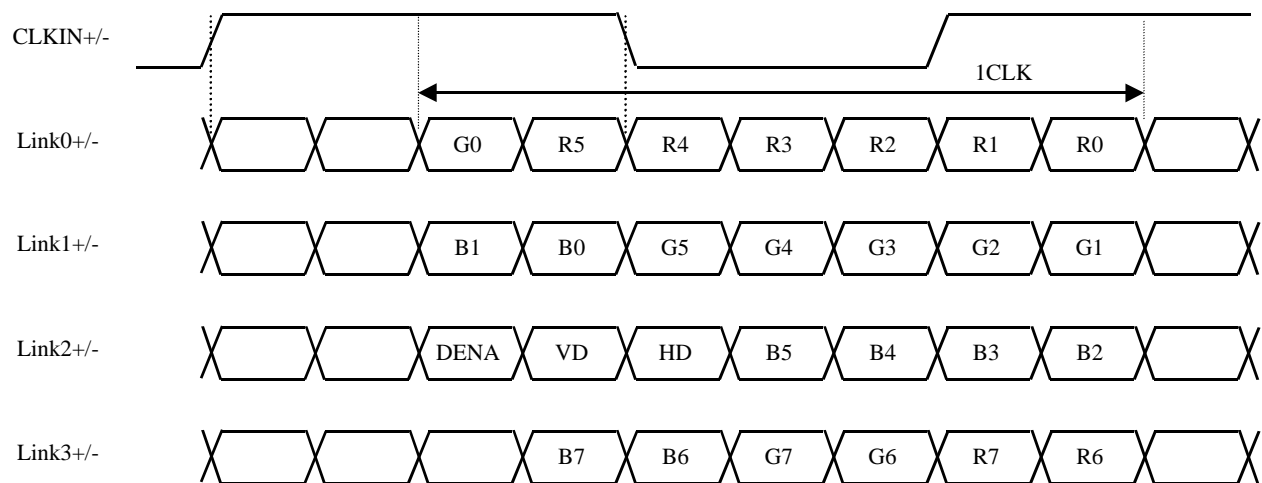 CLKIN+/-
1CLK
Link0+/- G0 R5 R4 R3 R2 R1 R0
Link1+/- B1 B0 G5 G4 G3 G2 G1
Link2+/- DENA VD HD B5 B4 B3 B2
Link3+/- B7 B6 G7 G6 R7 R6